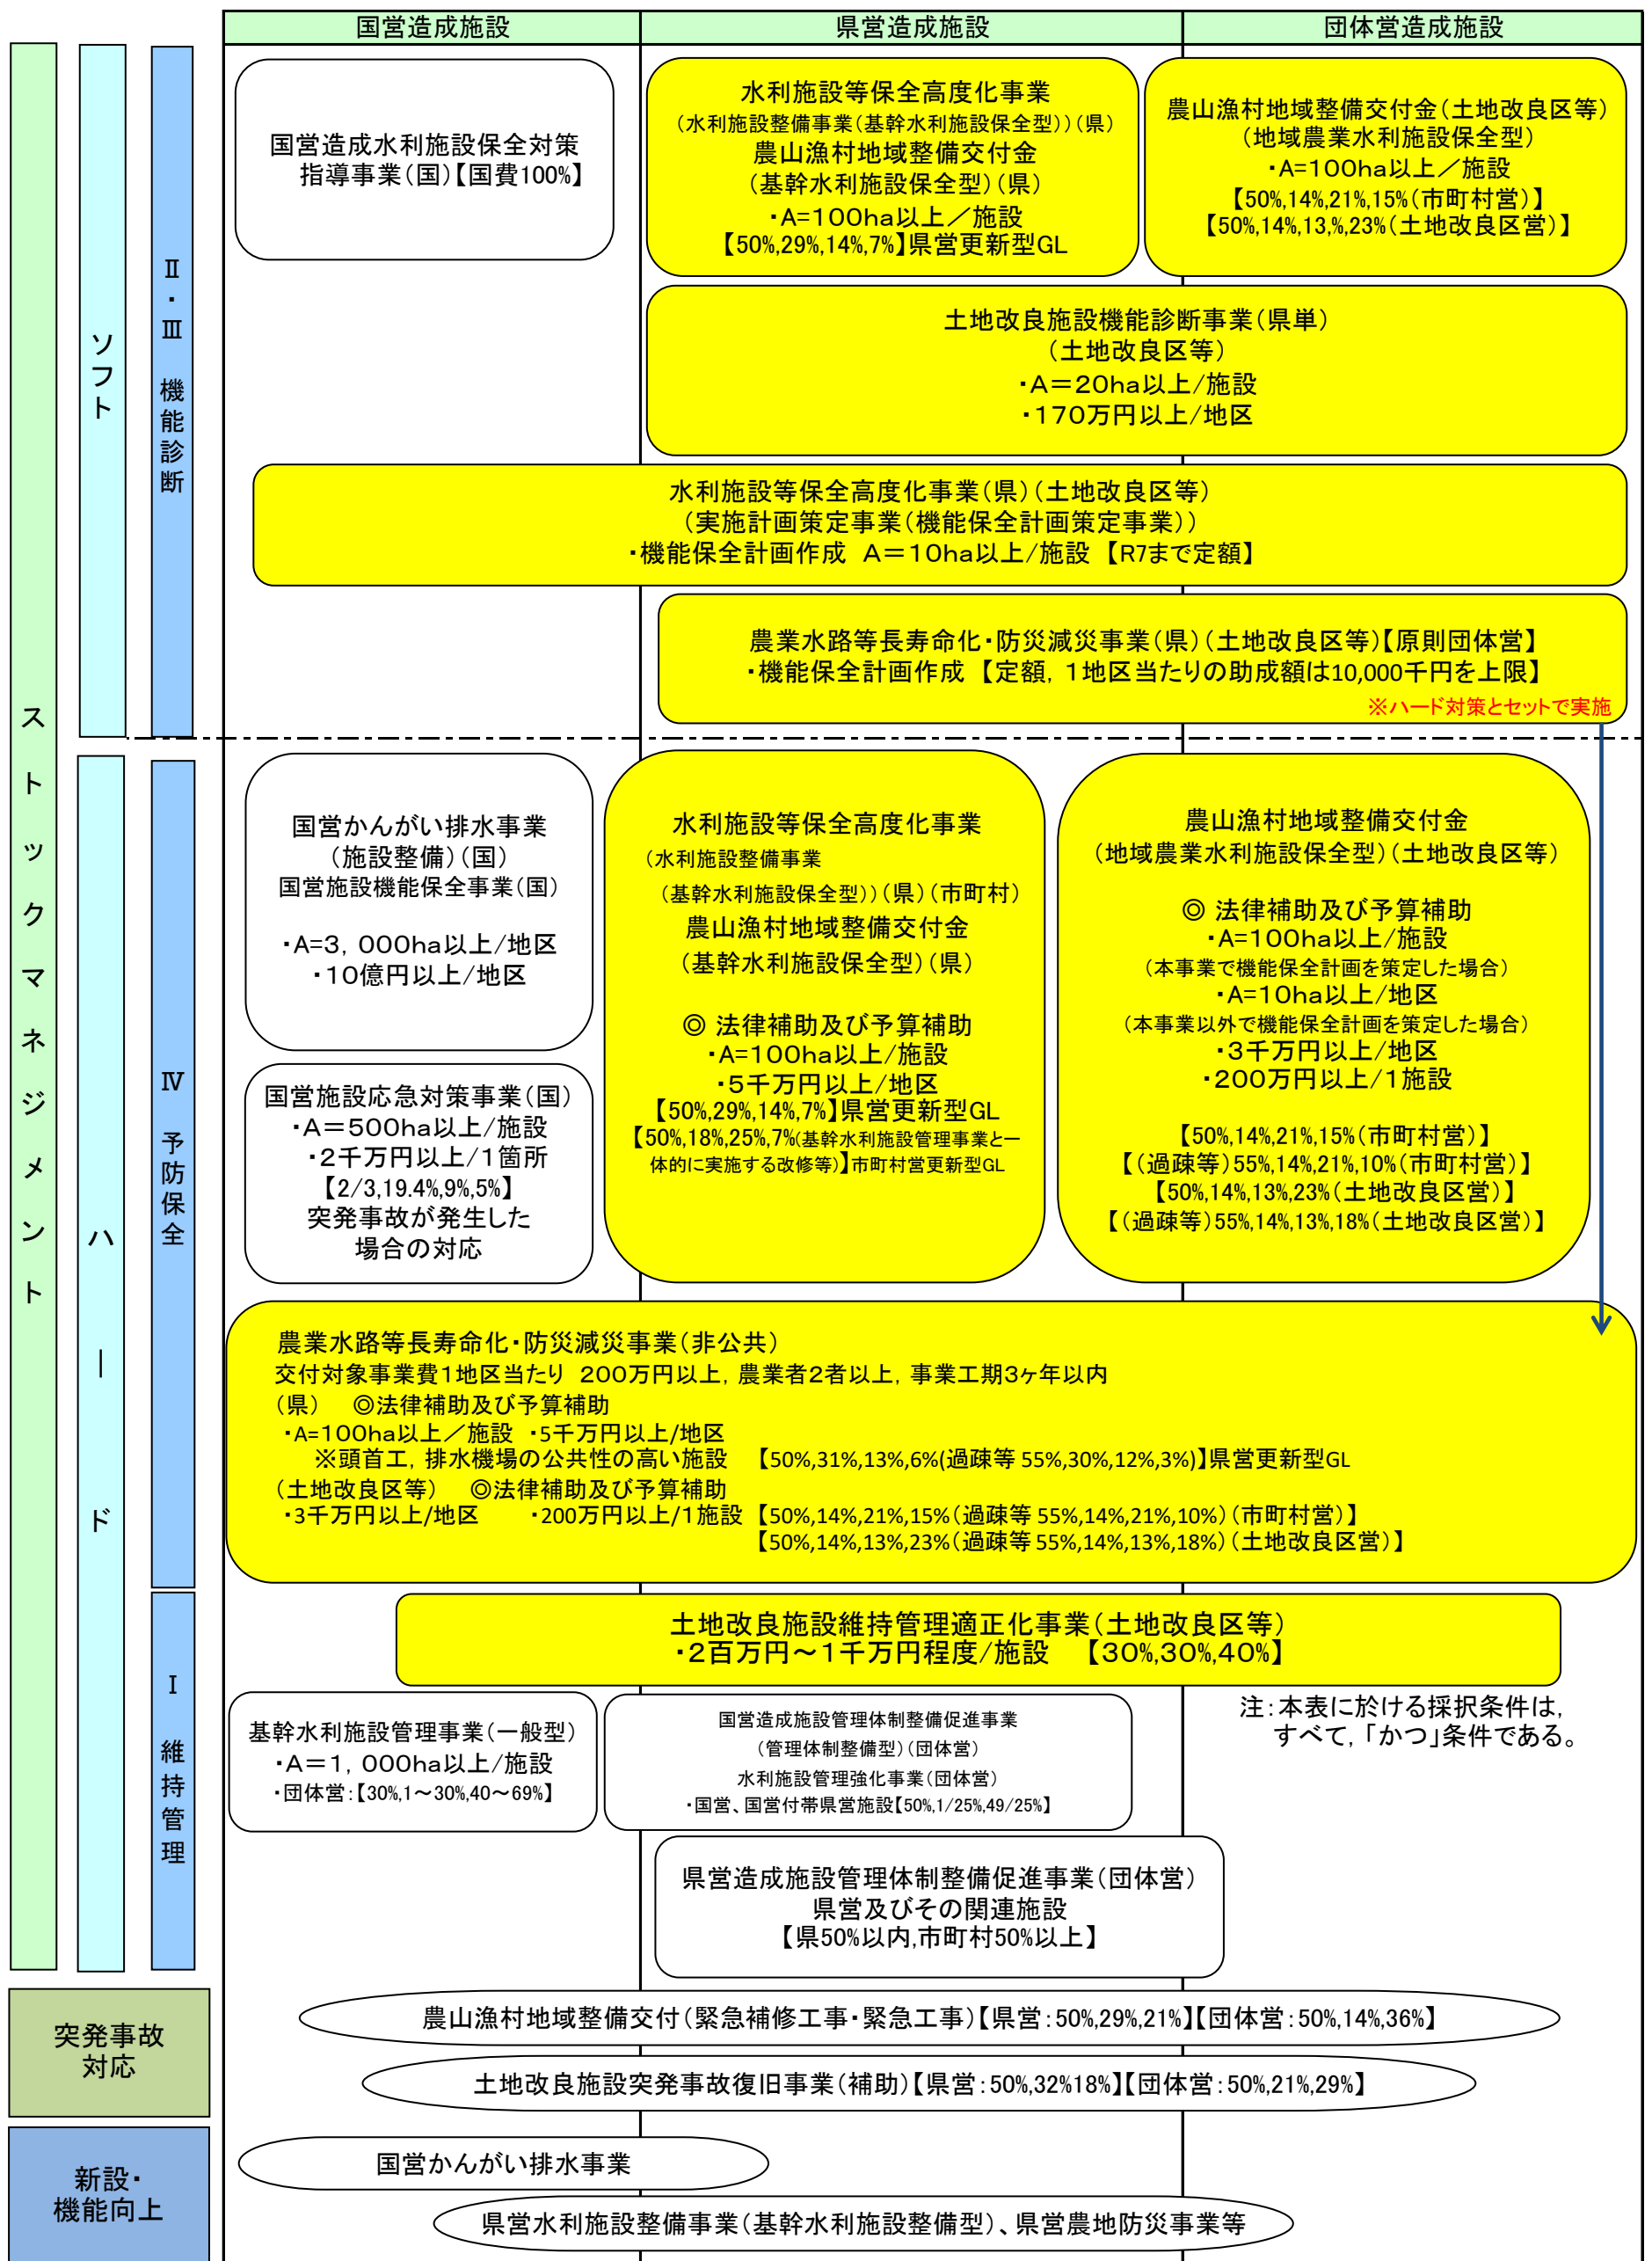 国営造成施設
県営造成施設
団体営造成施設
ストックマネジメント
ソフト
Ⅱ・Ⅲ 機能診断
国営造成水利施設保全対策
指導事業(国)【国費100%】
水利施設等保全高度化事業
(水利施設整備事業(基幹水利施設保全型))(県)
農山漁村地域整備交付金
(基幹水利施設保全型)(県)
・A=100ha以上/施設
【50%,29%,14%,7%】県営更新型GL
農山漁村地域整備交付金(土地改良区等)
(地域農業水利施設保全型)
・A=100ha以上/施設
【50%,14%,21%,15%(市町村営)】
【50%,14%,13,%,23%(土地改良区営)】
土地改良施設機能診断事業(県単)
(土地改良区等)
・A=20ha以上/施設
・170万円以上/地区
水利施設等保全高度化事業(県)(土地改良区等)
(実施計画策定事業(機能保全計画策定事業))
・機能保全計画作成 A=10ha以上/施設 【R7まで定額】
農業水路等長寿命化・防災減災事業(県)(土地改良区等)【原則団体営】
・機能保全計画作成 【定額, 1地区当たりの助成額は10,000千円を上限】
※ハード対策とセットで実施
ハード
Ⅳ 予防保全
国営かんがい排水事業
(施設整備)(国)
国営施設機能保全事業(国)
・A=3, 000ha以上/地区
・10億円以上/地区
国営施設応急対策事業(国)
・A=500ha以上/施設
・2千万円以上/1箇所
【2/3,19.4%,9%,5%】
突発事故が発生した
場合の対応
水利施設等保全高度化事業
(水利施設整備事業
(基幹水利施設保全型))(県)(市町村)
農山漁村地域整備交付金
(基幹水利施設保全型)(県)
◎ 法律補助及び予算補助
・A=100ha以上/施設
・5千万円以上/地区
【50%,29%,14%,7%】県営更新型GL
【50%,18%,25%,7%(基幹水利施設管理事業と一
体的に実施する改修等)】市町村営更新型GL
農山漁村地域整備交付金
(地域農業水利施設保全型)(土地改良区等)
◎ 法律補助及び予算補助
・A=100ha以上/施設
(本事業で機能保全計画を策定した場合)
・A=10ha以上/地区
(本事業以外で機能保全計画を策定した場合)
・3千万円以上/地区
・200万円以上/1施設
【50%,14%,21%,15%(市町村営)】
【(過疎等)55%,14%,21%,10%(市町村営)】
【50%,14%,13%,23%(土地改良区営)】
【(過疎等)55%,14%,13%,18%(土地改良区営)】
農業水路等長寿命化・防災減災事業(非公共)
交付対象事業費1地区当たり 200万円以上, 農業者2者以上, 事業工期3ヶ年以内
(県) ◎法律補助及び予算補助
・A=100ha以上/施設 ・5千万円以上/地区
※頭首工, 排水機場の公共性の高い施設 【50%,31%,13%,6%(過疎等 55%,30%,12%,3%)】県営更新型GL
(土地改良区等) ◎法律補助及び予算補助
・3千万円以上/地区 ・200万円以上/1施設 【50%,14%,21%,15%(過疎等 55%,14%,21%,10%)(市町村営)】
【50%,14%,13%,23%(過疎等 55%,14%,13%,18%)(土地改良区営)】
Ⅰ 維持管理
土地改良施設維持管理適正化事業(土地改良区等)
・2百万円~1千万円程度/施設 【30%,30%,40%】
基幹水利施設管理事業(一般型)
・A=1, 000ha以上/施設
・団体営:【30%,1~30%,40~69%】
国営造成施設管理体制整備促進事業
(管理体制整備型)(団体営)
水利施設管理強化事業(団体営)
・国営、国営付帯県営施設【50%,1/25%,49/25%】
注:本表に於ける採択条件は,
すべて, 「かつ」条件である。
県営造成施設管理体制整備促進事業(団体営)
県営及びその関連施設
【県50%以内,市町村50%以上】
突発事故
対応
農山漁村地域整備交付(緊急補修工事・緊急工事)【県営:50%,29%,21%】【団体営:50%,14%,36%】
土地改良施設突発事故復旧事業(補助)【県営:50%,32%18%】【団体営:50%,21%,29%】
新設・
機能向上
国営かんがい排水事業
県営水利施設整備事業(基幹水利施設整備型)、県営農地防災事業等